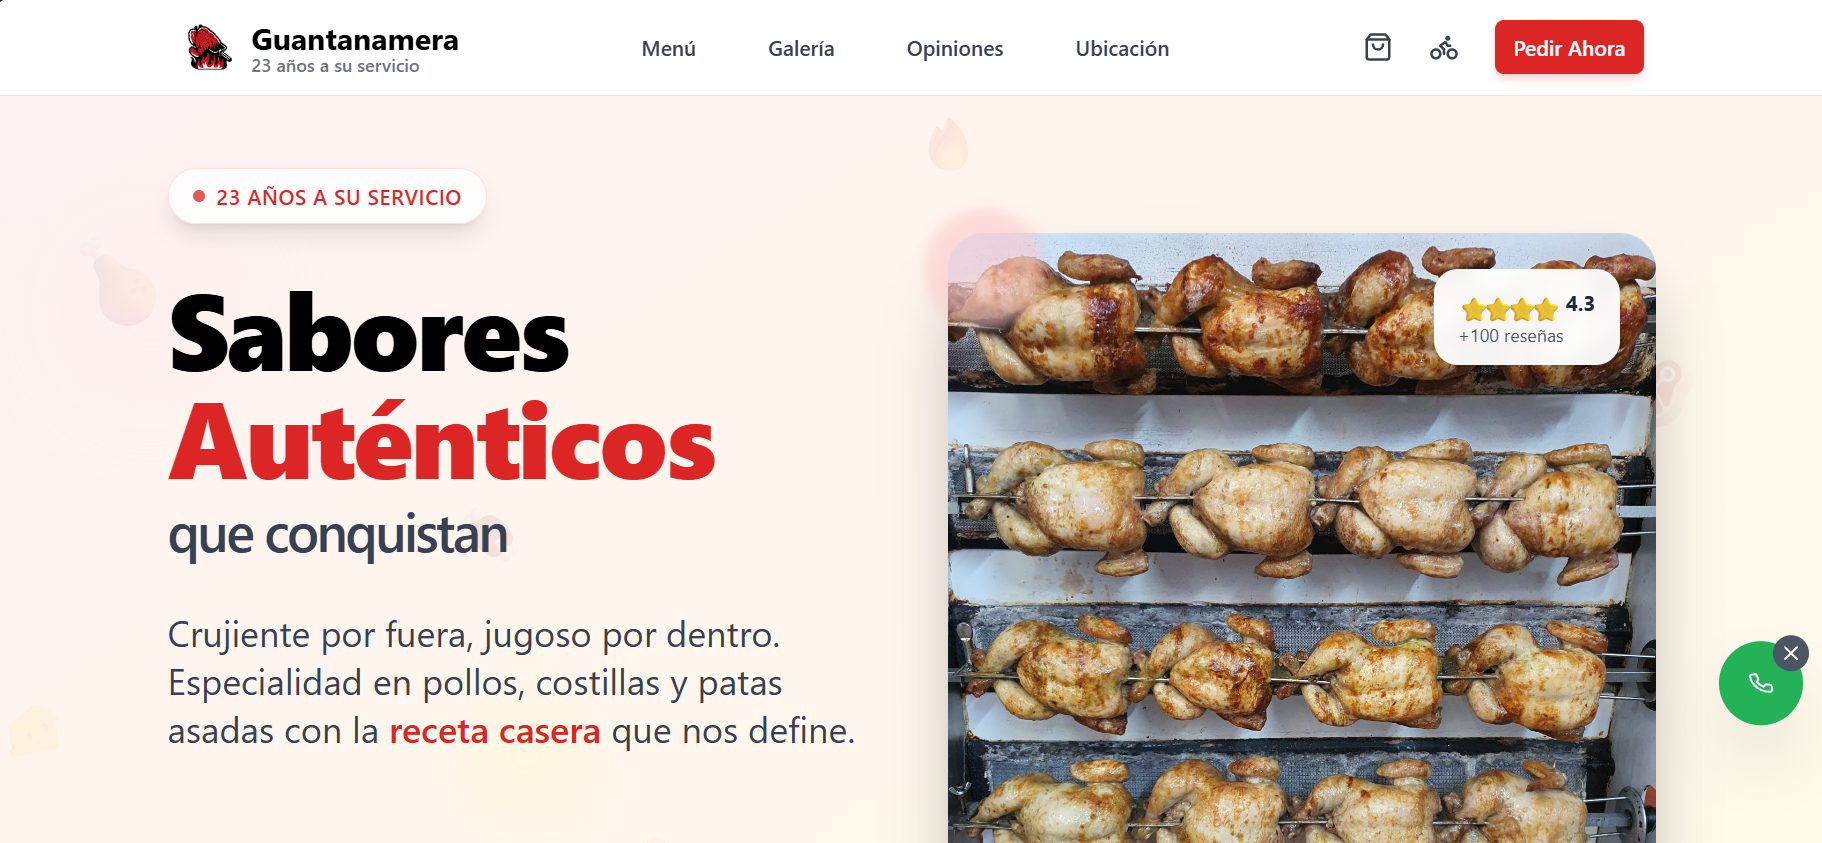 Guantanamera
23 años a su servicio
Menú
Galería
Opiniones
Ubicación
Pedir Ahora
23 AÑOS A SU SERVICIO
Sabores
Auténticos
que conquistan
Crujiente por fuera, jugoso por dentro.
Especialidad en pollos, costillas y patas
asadas con la receta casera que nos define.
4.3
+100 reseñas